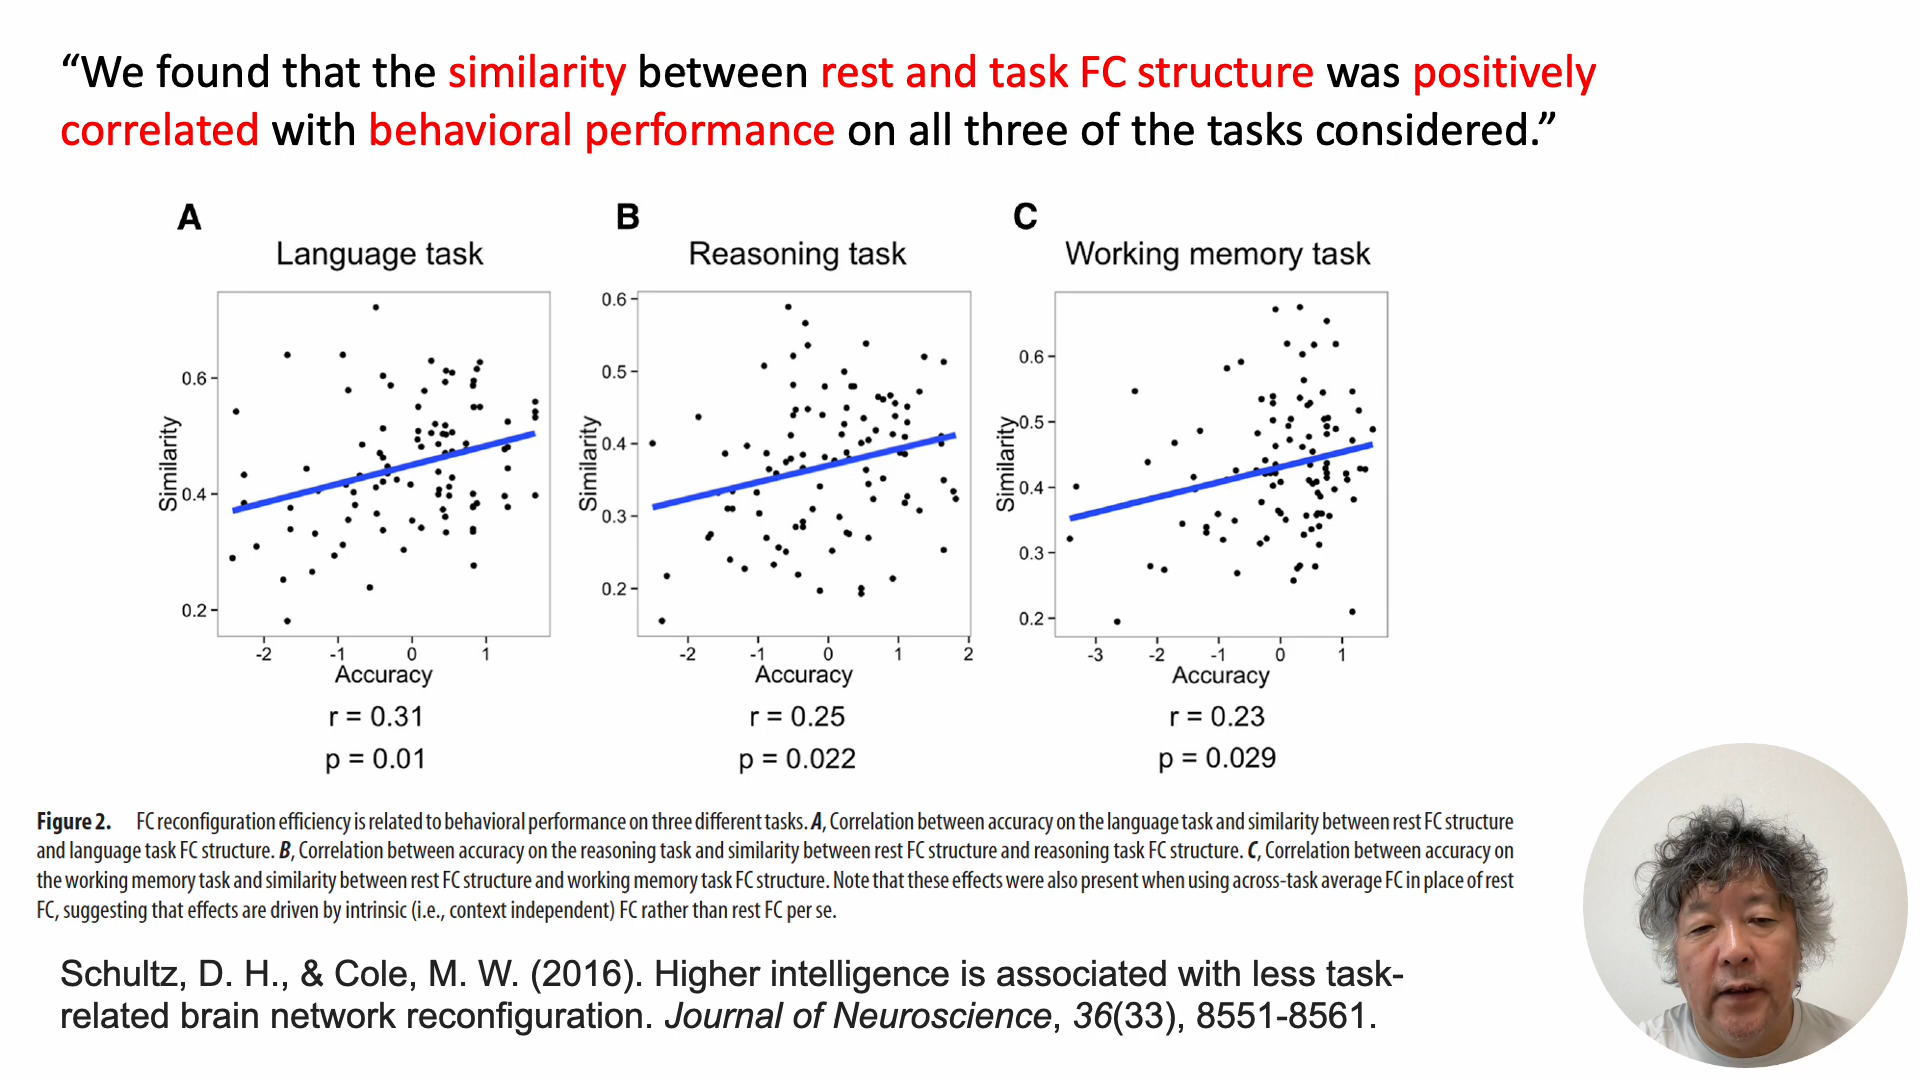 “We found that the similarity between rest and task FC structure was positively
correlated with behavioral performance on all three of the tasks considered.”
A
Language task
Similarity
0.6
0.4
0.2
-2 -1 0 1
Accuracy
r = 0.31
p = 0.01
B
Reasoning task
Similarity
0.6
0.5
0.4
0.3
0.2
-2 -1 0 1 2
Accuracy
r = 0.25
p = 0.022
C
Working memory task
Similarity
0.6
0.5
0.4
0.3
0.2
-3 -2 -1 0 1
Accuracy
r = 0.23
p = 0.029
Figure 2. FC reconfiguration efficiency is related to behavioral performance on three different tasks. A, Correlation between accuracy on the language task and similarity between rest FC structure
and language task FC structure. B, Correlation between accuracy on the reasoning task and similarity between rest FC structure and reasoning task FC structure. C, Correlation between accuracy on
the working memory task and similarity between rest FC structure and working memory task FC structure. Note that these effects were also present when using across-task average FC in place of rest
FC, suggesting that effects are driven by intrinsic (i.e., context independent) FC rather than rest FC per se.
Schultz, D. H., & Cole, M. W. (2016). Higher intelligence is associated with less task-
related brain network reconfiguration. Journal of Neuroscience, 36(33), 8551-8561.